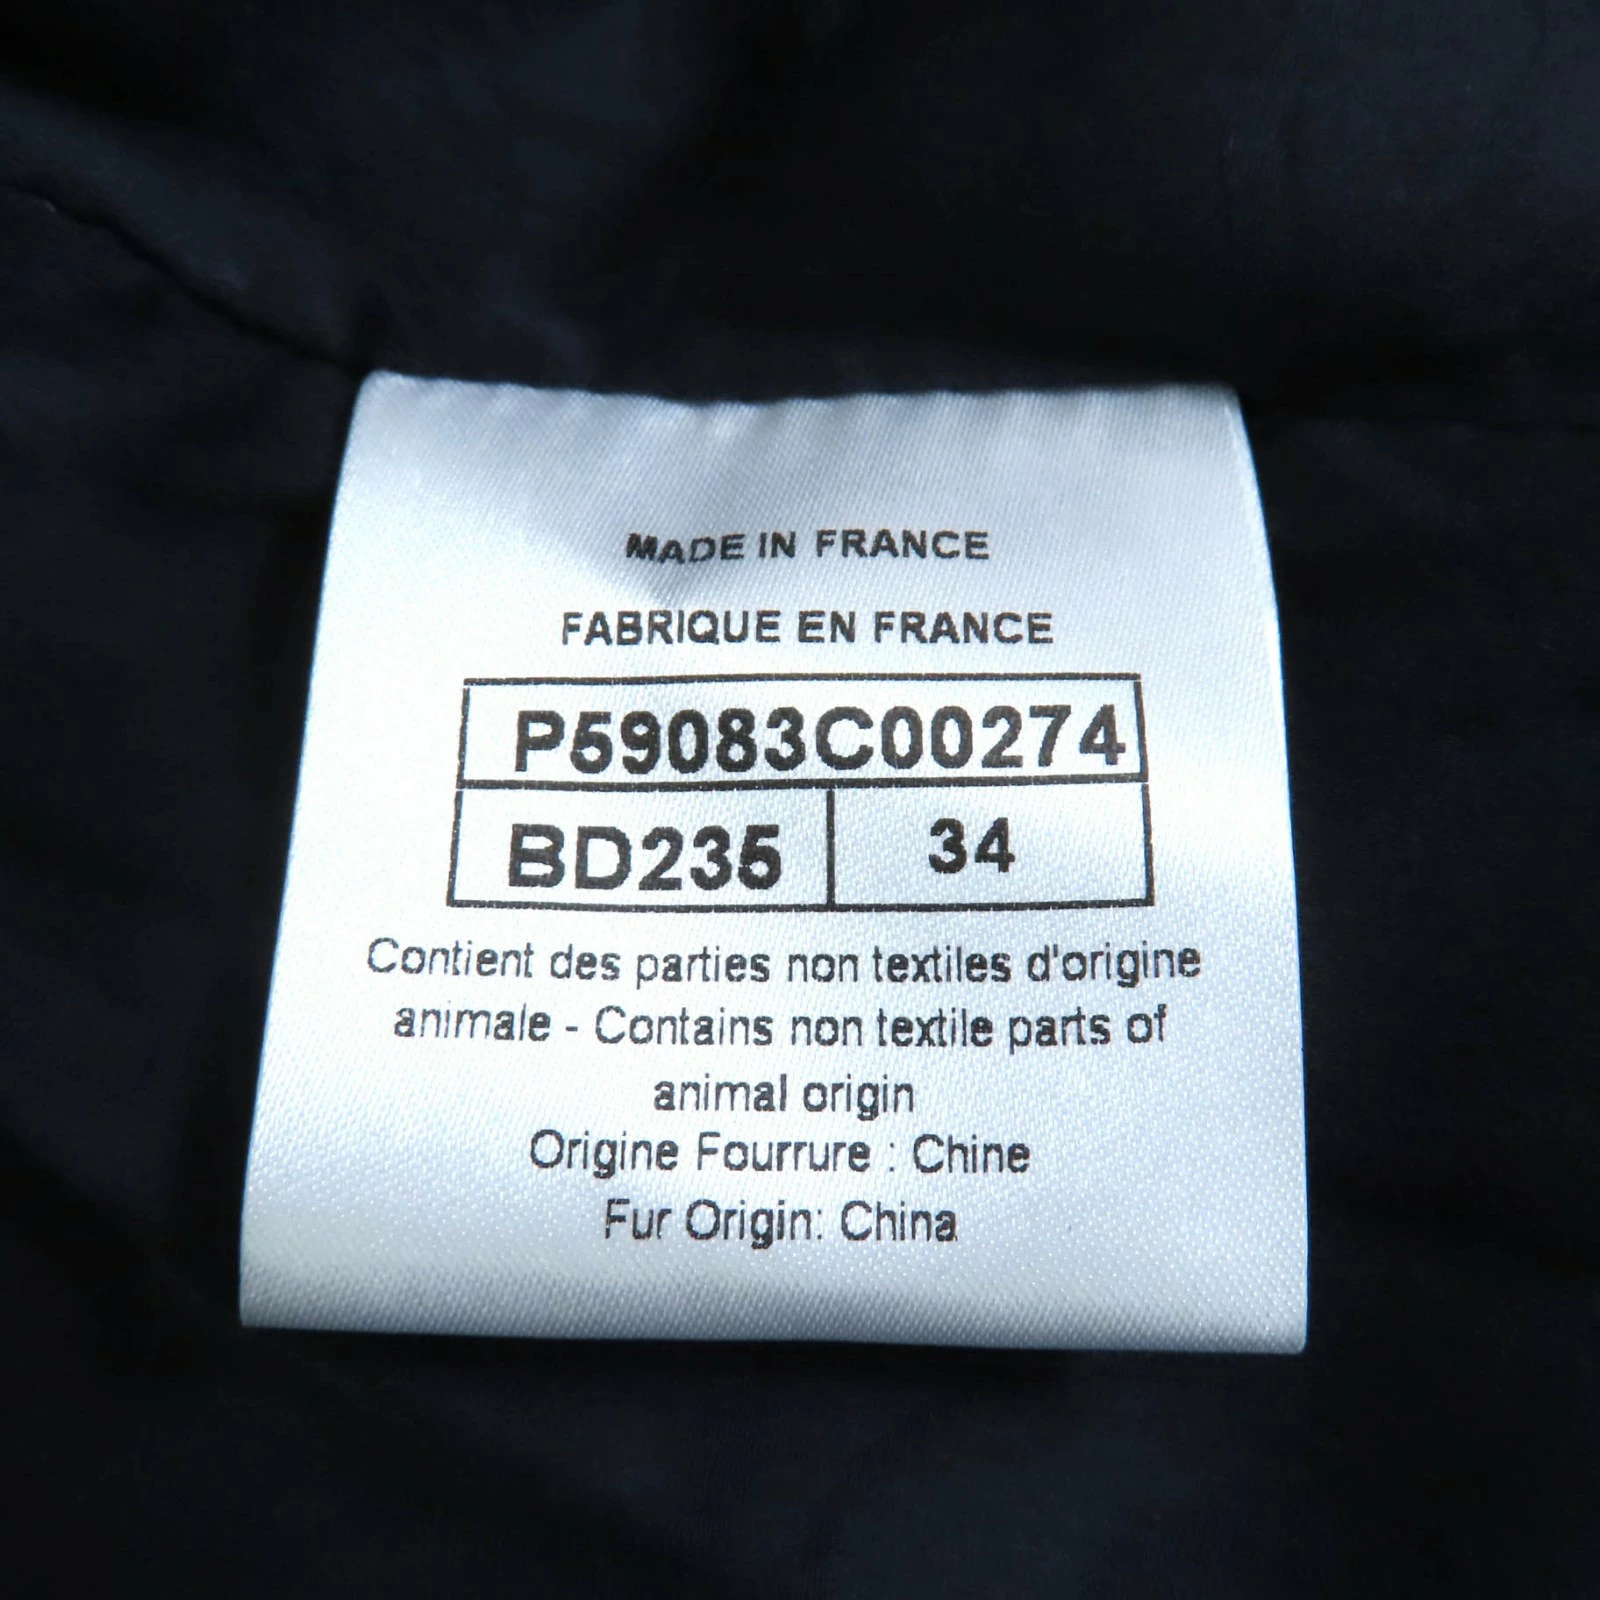 MADE IN FRANCE
FABRIQUE EN FRANCE
P59083C00274
BD235 34
Contient des parties non textiles d'origine
animale - Contains non textile parts of
animal origin
Origine Fourrure : Chine
Fur Origin: China